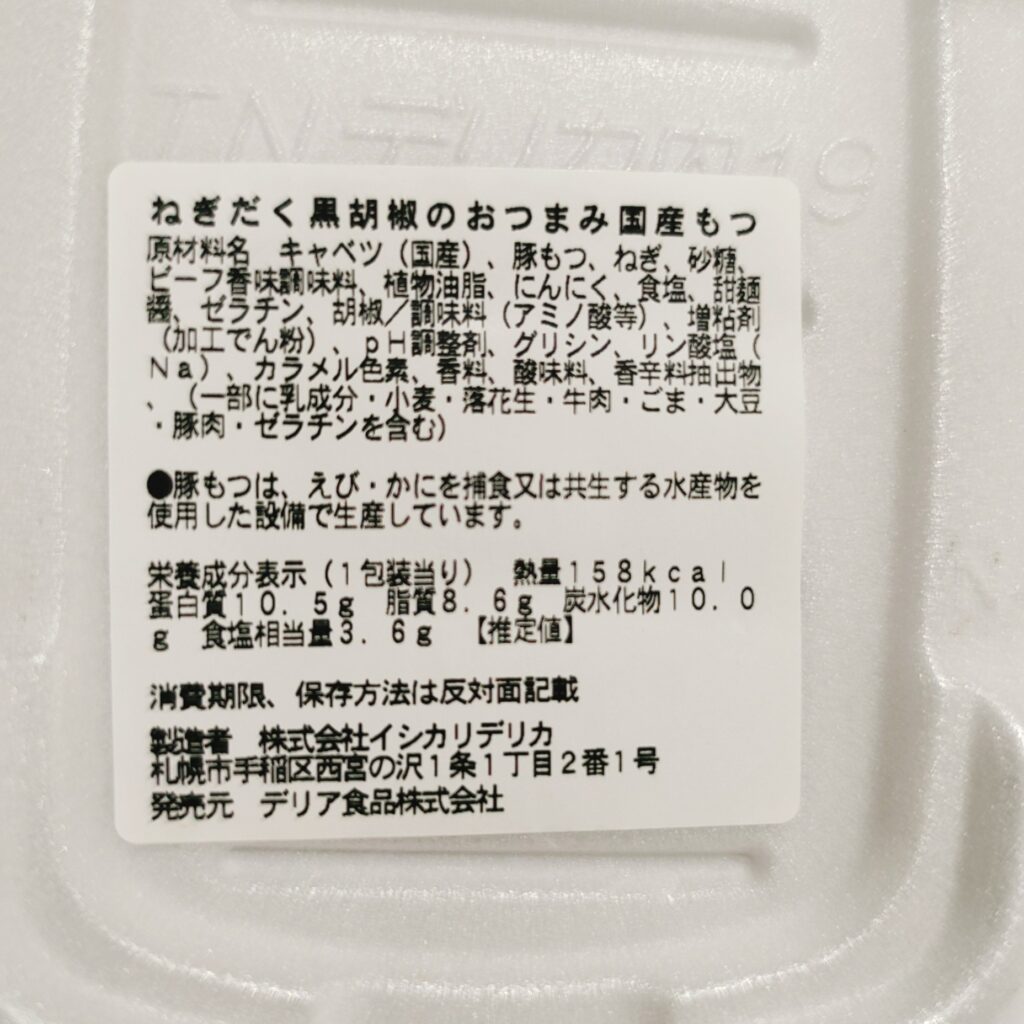 TNデリカ肉19
ねぎだく黒胡椒のおつまみ国産もつ
原材料名　キャベツ（国産）、豚もつ、ねぎ、砂糖、
ビーフ香味調味料、植物油脂、にんにく、食塩、甜麺
醤、ゼラチン、胡椒／調味料（アミノ酸等）、増粘剤
（加工でん粉）、ｐＨ調整剤、グリシン、リン酸塩（
Ｎａ）、カラメル色素、香料、酸味料、香辛料抽出物
、（一部に乳成分・小麦・落花生・牛肉・ごま・大豆
・豚肉・ゼラチンを含む）
●豚もつは、えび・かにを捕食又は共生する水産物を
使用した設備で生産しています。
栄養成分表示（１包装当り）　熱量１５８ｋｃａｌ
蛋白質１０．５ｇ　脂質８．６ｇ　炭水化物１０．０
ｇ　食塩相当量３．６ｇ　【推定値】
消費期限、保存方法は反対面記載
製造者　株式会社イシカリデリカ
札幌市手稲区西宮の沢１条１丁目２番１号
発売元　デリア食品株式会社